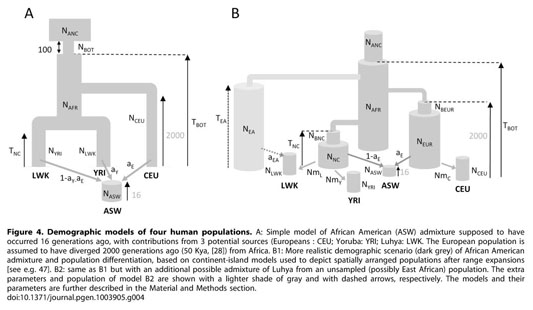 A
N_ANC
N_BOT
100
N_AFR
N_CEU
T_BOT
2000
T_NC
N_YRI
N_LWK
LWK
YRI
CEU
a_Y
a_E
1-a_Y-a_E
N_ASW
16
ASW
B
N_ANC
N_BEUR
N_AFR
T_BOT
T_EA
N_EA
T_NC
N_BNC
2000
a_EA
N_NC
1-a_E
a_E
N_EUR
N_LWK
Nm_L
Nm_Y
N_ASW
16
Nm_C
N_CEU
LWK
N_YRI
ASW
CEU
YRI
Figure 4. Demographic models of four human populations. A: Simple model of African American (ASW) admixture supposed to have
occurred 16 generations ago, with contributions from 3 potential sources (Europeans : CEU; Yoruba: YRI; Luhya: LWK. The European population is
assumed to have diverged 2000 generations ago (50 Kya, [28]) from Africa. B1: More realistic demographic scenario (dark grey) of African American
admixture and population differentiation, based on continent-island models used to depict spatially arranged populations after range expansions
[see e.g. 47]. B2: same as B1 but with an additional possible admixture of Luhya from an unsampled (possibly East African) population. The extra
parameters and population of model B2 are shown with a lighter shade of gray and with dashed arrows, respectively. The models and their
parameters are further described in the Material and Methods section.
doi:10.1371/journal.pgen.1003905.g004